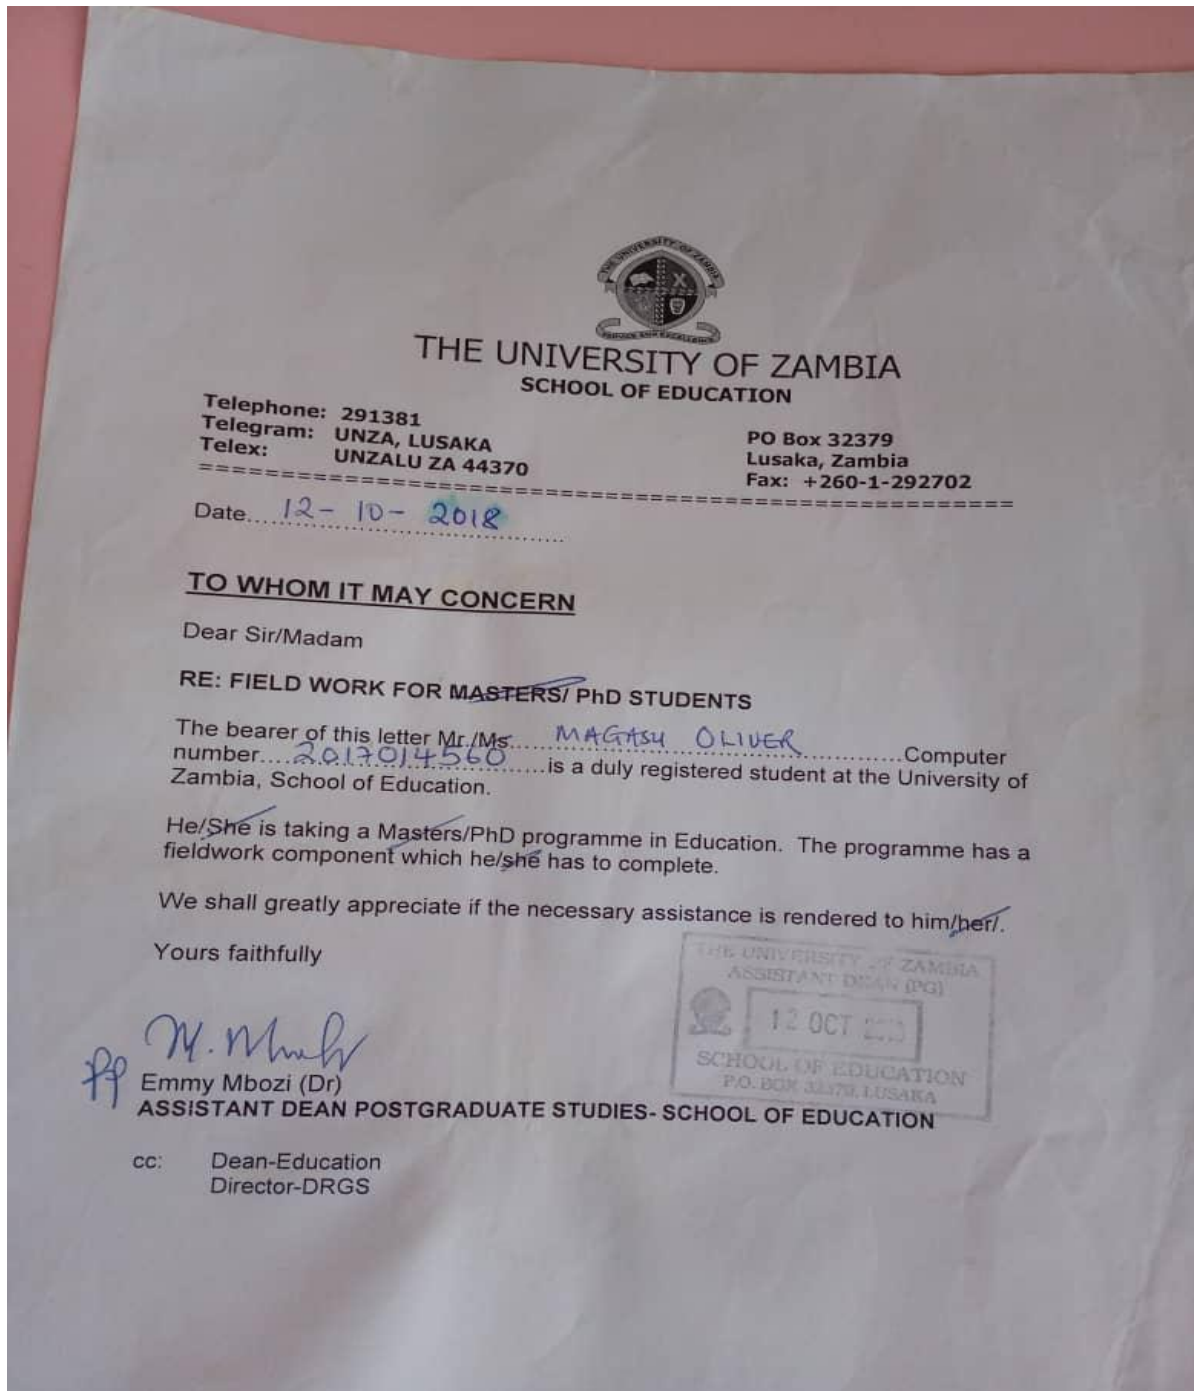 THE UNIVERSITY OF ZAMBIA
SERVICE AND EXCELLENCE
THE UNIVERSITY OF ZAMBIA
SCHOOL OF EDUCATION
Telephone: 291381
Telegram: UNZA, LUSAKA
Telex: UNZALU ZA 44370
PO Box 32379
Lusaka, Zambia
Fax: +260-1-292702
==========================================================
Date....12-10-2018..............
TO WHOM IT MAY CONCERN
Dear Sir/Madam
RE: FIELD WORK FOR MASTERS/ PhD STUDENTS
The bearer of this letter Mr./Ms.....MAGASU OLIVER...............Computer
number....2017014560......is a duly registered student at the University of
Zambia, School of Education.
He/She is taking a Masters/PhD programme in Education. The programme has a
fieldwork component which he/she has to complete.
We shall greatly appreciate if the necessary assistance is rendered to him/her/.
Yours faithfully
THE UNIVERSITY OF ZAMBIA
ASSISTANT DEAN (PG)
12 OCT
SCHOOL OF EDUCATION
P.O. BOX 32379, LUSAKA
pp
Emmy Mbozi (Dr)
ASSISTANT DEAN POSTGRADUATE STUDIES- SCHOOL OF EDUCATION
cc: Dean-Education
Director-DRGS